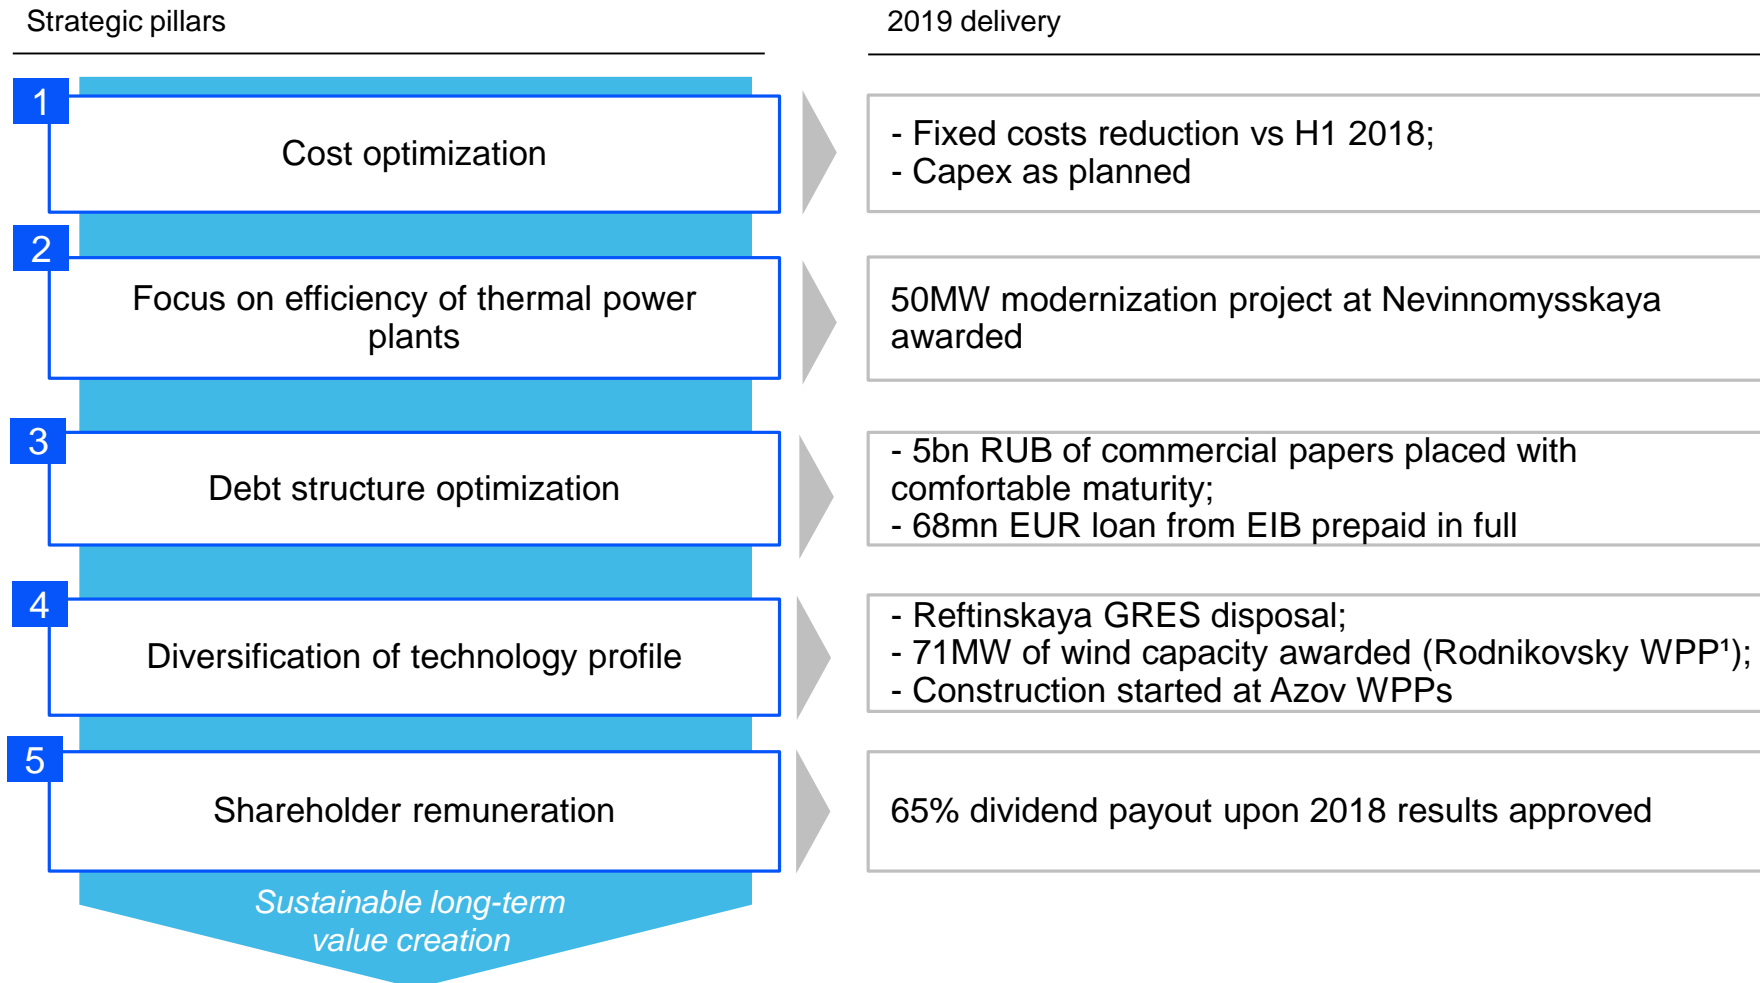 Strategic pillars
2019 delivery
1
Cost optimization
- Fixed costs reduction vs H1 2018;
- Capex as planned
2
Focus on efficiency of thermal power
plants
50MW modernization project at Nevinnomysskaya
awarded
3
Debt structure optimization
- 5bn RUB of commercial papers placed with
comfortable maturity;
- 68mn EUR loan from EIB prepaid in full
4
Diversification of technology profile
- Reftinskaya GRES disposal;
- 71MW of wind capacity awarded (Rodnikovsky WPP¹);
- Construction started at Azov WPPs
5
Shareholder remuneration
65% dividend payout upon 2018 results approved
Sustainable long-term
value creation